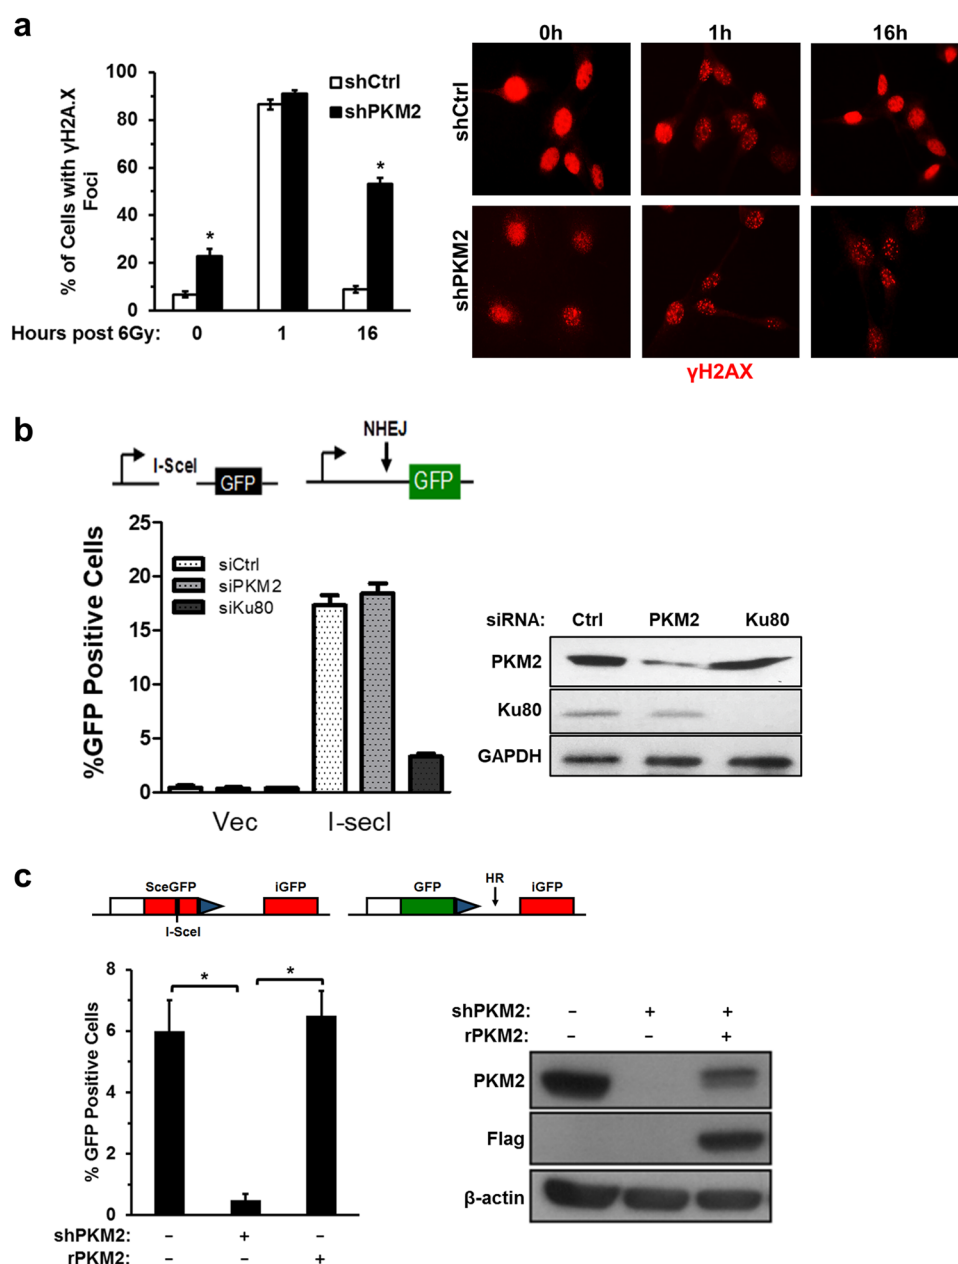 a
0h 1h 16h
% of Cells with γH2A.X
Foci
100
80
60
40
20
0
shCtrl
shPKM2
*
*
Hours post 6Gy: 0 1 16
shCtrl
shPKM2
γH2AX
b
I-SceI
GFP
NHEJ
GFP
%GFP Positive Cells
25
20
15
10
5
0
siCtrl
siPKM2
siKu80
Vec I-secI
siRNA: Ctrl PKM2 Ku80
PKM2
Ku80
GAPDH
c
SceGFP iGFP GFP HR iGFP
I-SceI
% GFP Positive Cells
8
6
4
2
0
*
*
shPKM2: – + –
rPKM2: – – +
shPKM2: – + +
rPKM2: – – +
PKM2
Flag
β-actin